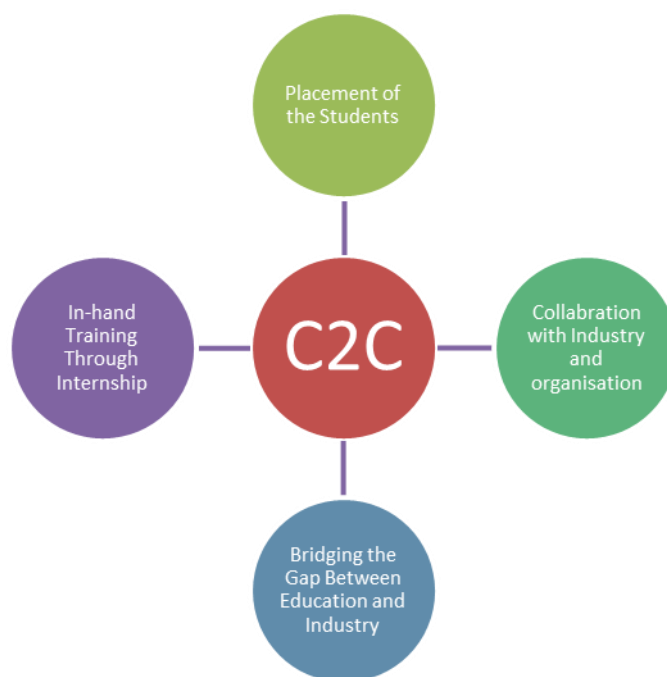 Placement of
the Students
In-hand
Training
Through
Internship
C2C
Collabration
with Industry
and
organisation
Bridging the
Gap Between
Education and
Industry